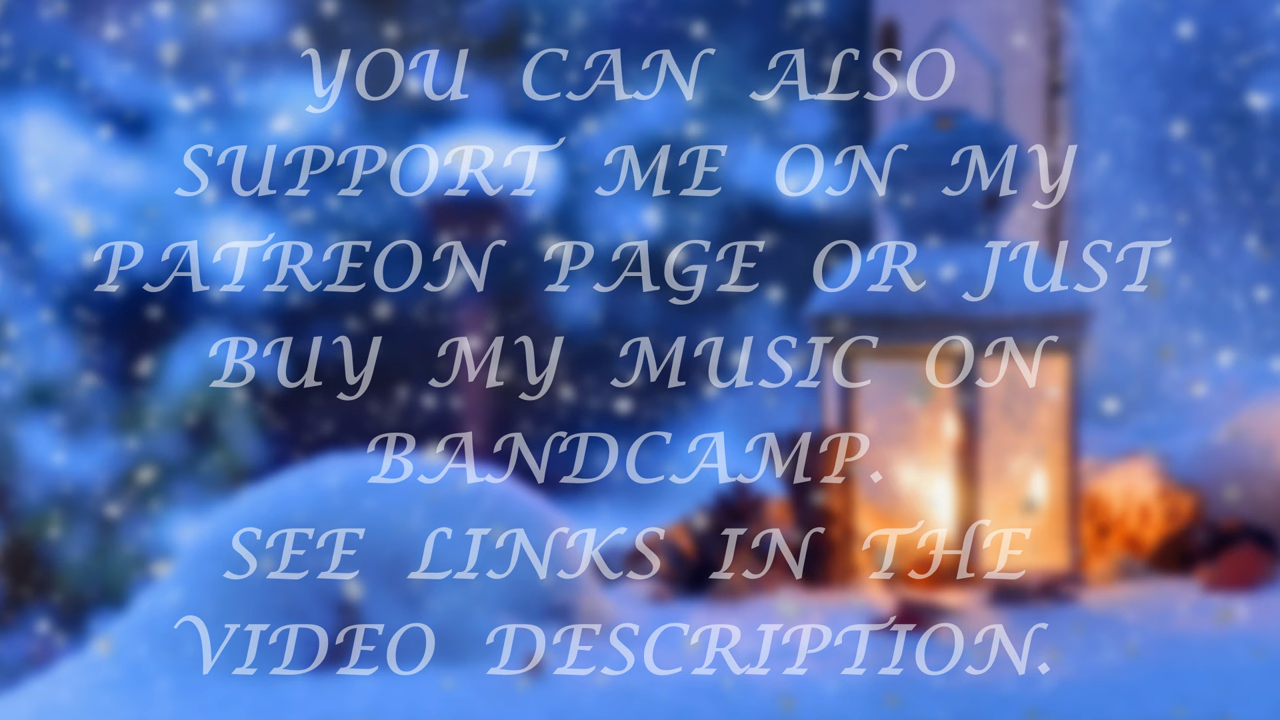 YOU CAN ALSO
SUPPORT ME ON MY
PATREON PAGE OR JUST
BUY MY MUSIC ON
BANDCAMP.
SEE LINKS IN THE
VIDEO DESCRIPTION.